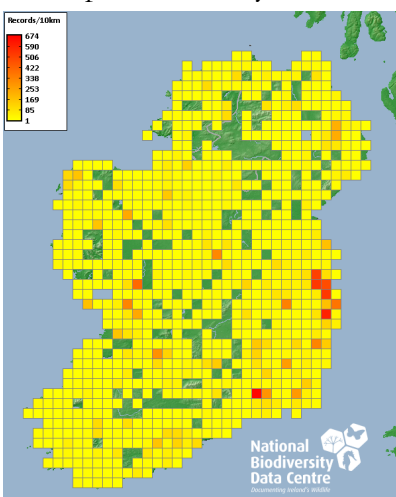 Records/10km
674
590
506
422
338
253
169
85
1
National
Biodiversity
Data Centre
Documenting Ireland's Wildlife